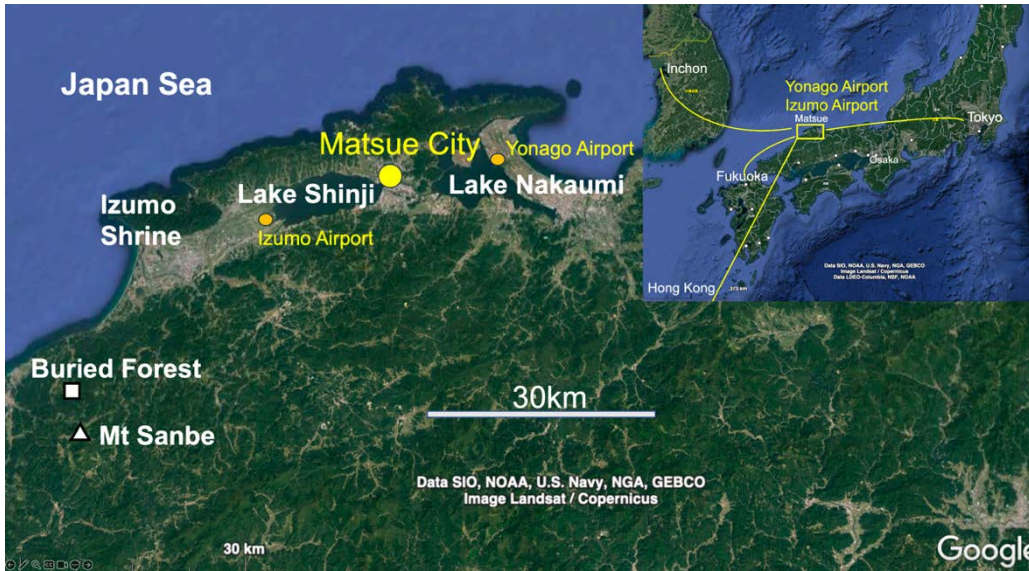 Japan Sea
Matsue City
Yonago Airport
Lake Shinji
Lake Nakaumi
Izumo
Shrine
Izumo Airport
Buried Forest
Mt Sanbe
30km
Data SIO, NOAA, U.S. Navy, NGA, GEBCO
Image Landsat / Copernicus
30 km
Google
Inchon
Yonago Airport
Izumo Airport
Matsue
Tokyo
Osaka
Fukuoka
Hong Kong
Data SIO, NOAA, U.S. Navy, NGA, GEBCO
Image Landsat / Copernicus
Data LDEO-Columbia, NSF, NOAA
373 km